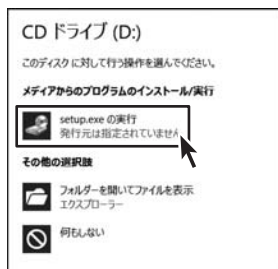 CD ドライブ (D:)
このディスク に対して行う操作を選んでください。
メディアからのプログラムのインストール/実行
setup.exe の実行
発行元は指定されていません
その他の選択肢
フォルダーを開いてファイルを表示
エクスプローラー
何もしない